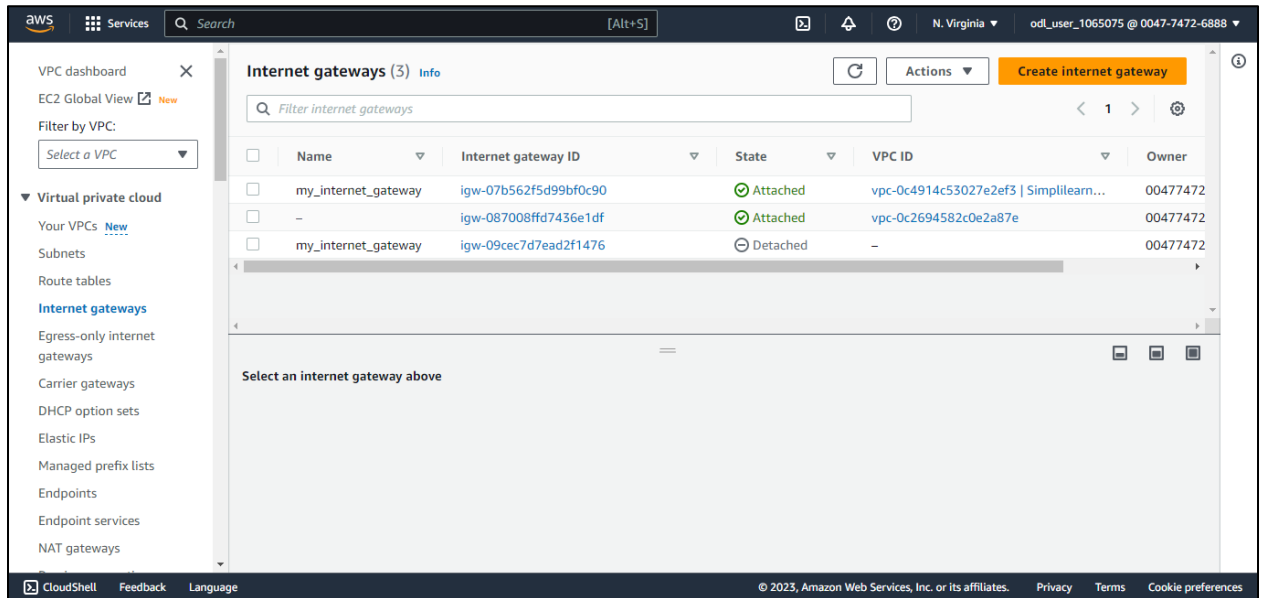 aws Services Search [Alt+S] N. Virginia ▼ odl_user_1065075 @ 0047-7472-6888 ▼
VPC dashboard
EC2 Global View New
Filter by VPC:
Select a VPC
Virtual private cloud
Your VPCs New
Subnets
Route tables
Internet gateways
Egress-only internet
gateways
Carrier gateways
DHCP option sets
Elastic IPs
Managed prefix lists
Endpoints
Endpoint services
NAT gateways
Internet gateways (3) Info
Actions ▼ Create internet gateway
Filter internet gateways
1
Name Internet gateway ID State VPC ID Owner
my_internet_gateway igw-07b562f5d99bf0c90 Attached vpc-0c4914c53027e2ef3 | Simplilearn... 00477472
– igw-087008ffd7436e1df Attached vpc-0c2694582c0e2a87e 00477472
my_internet_gateway igw-09cec7d7ead2f1476 Detached – 00477472
Select an internet gateway above
CloudShell Feedback Language © 2023, Amazon Web Services, Inc. or its affiliates. Privacy Terms Cookie preferences